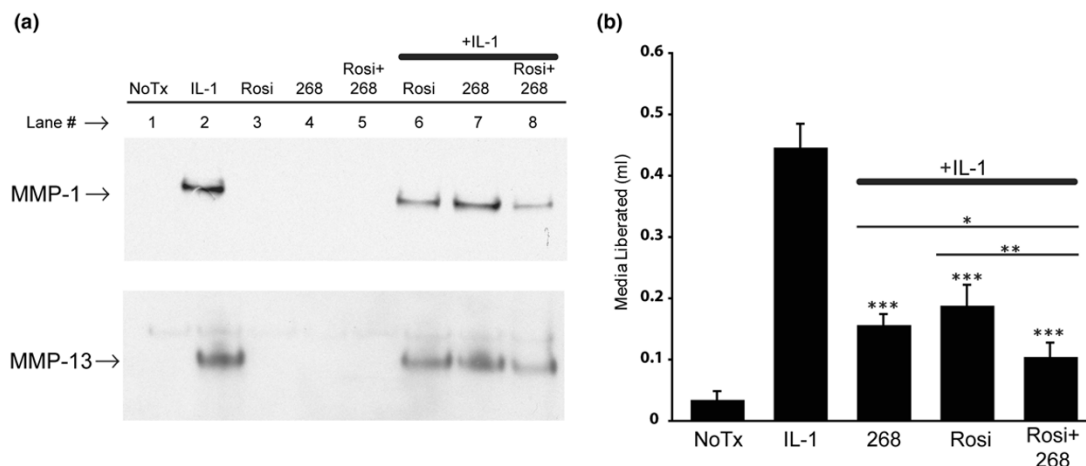 (a)
+IL-1
NoTx IL-1 Rosi 268 Rosi+ 268 Rosi 268 Rosi+ 268
Lane # → 1 2 3 4 5 6 7 8
MMP-1→
MMP-13→
(b)
Media Liberated (ml)
0.6
0.5
0.4
0.3
0.2
0.1
0
+IL-1
*
**
***
***
***
NoTx IL-1 268 Rosi Rosi+
268